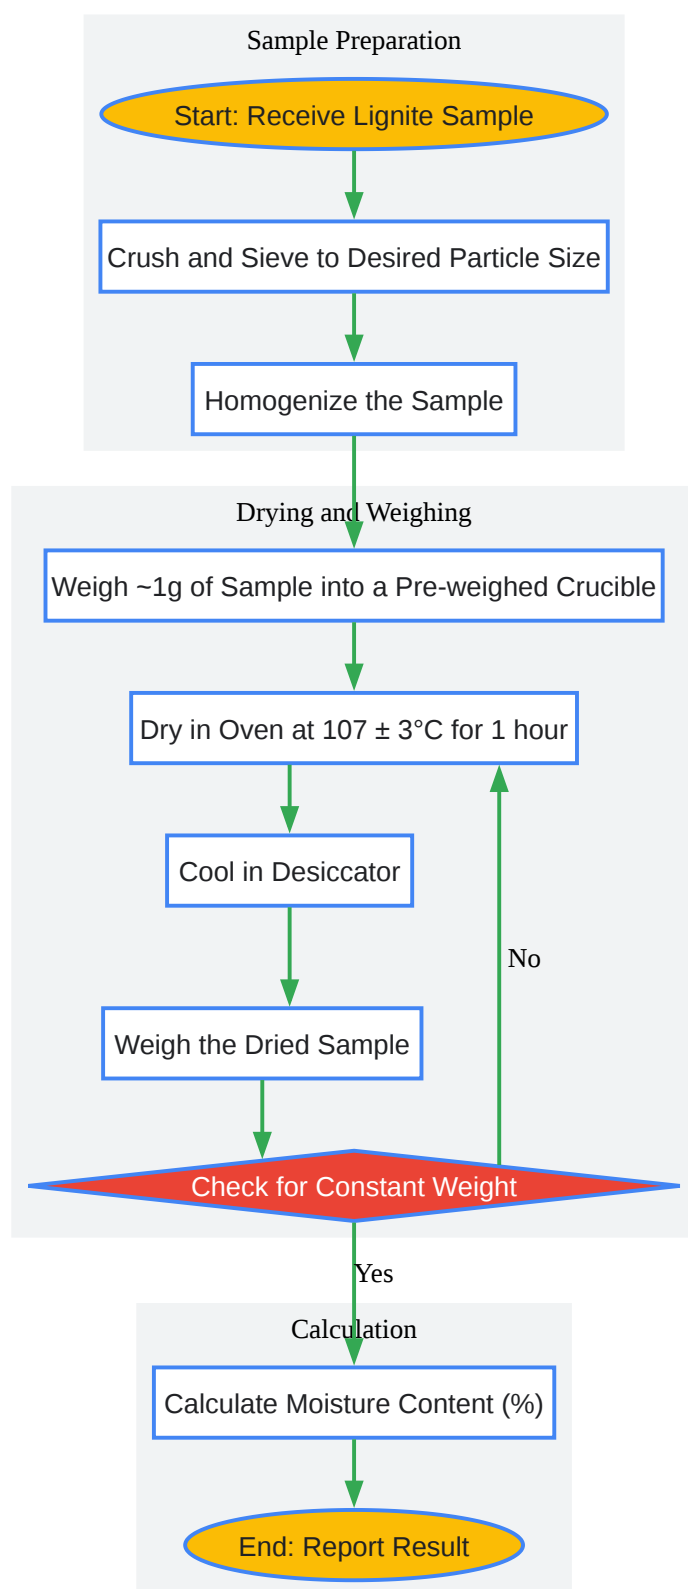 Sample Preparation
Start: Receive Lignite Sample
Crush and Sieve to Desired Particle Size
Homogenize the Sample
Drying and Weighing
Weigh ~1g of Sample into a Pre-weighed Crucible
Dry in Oven at 107 ± 3°C for 1 hour
Cool in Desiccator
No
Weigh the Dried Sample
Check for Constant Weight
Yes
Calculation
Calculate Moisture Content (%)
End: Report Result